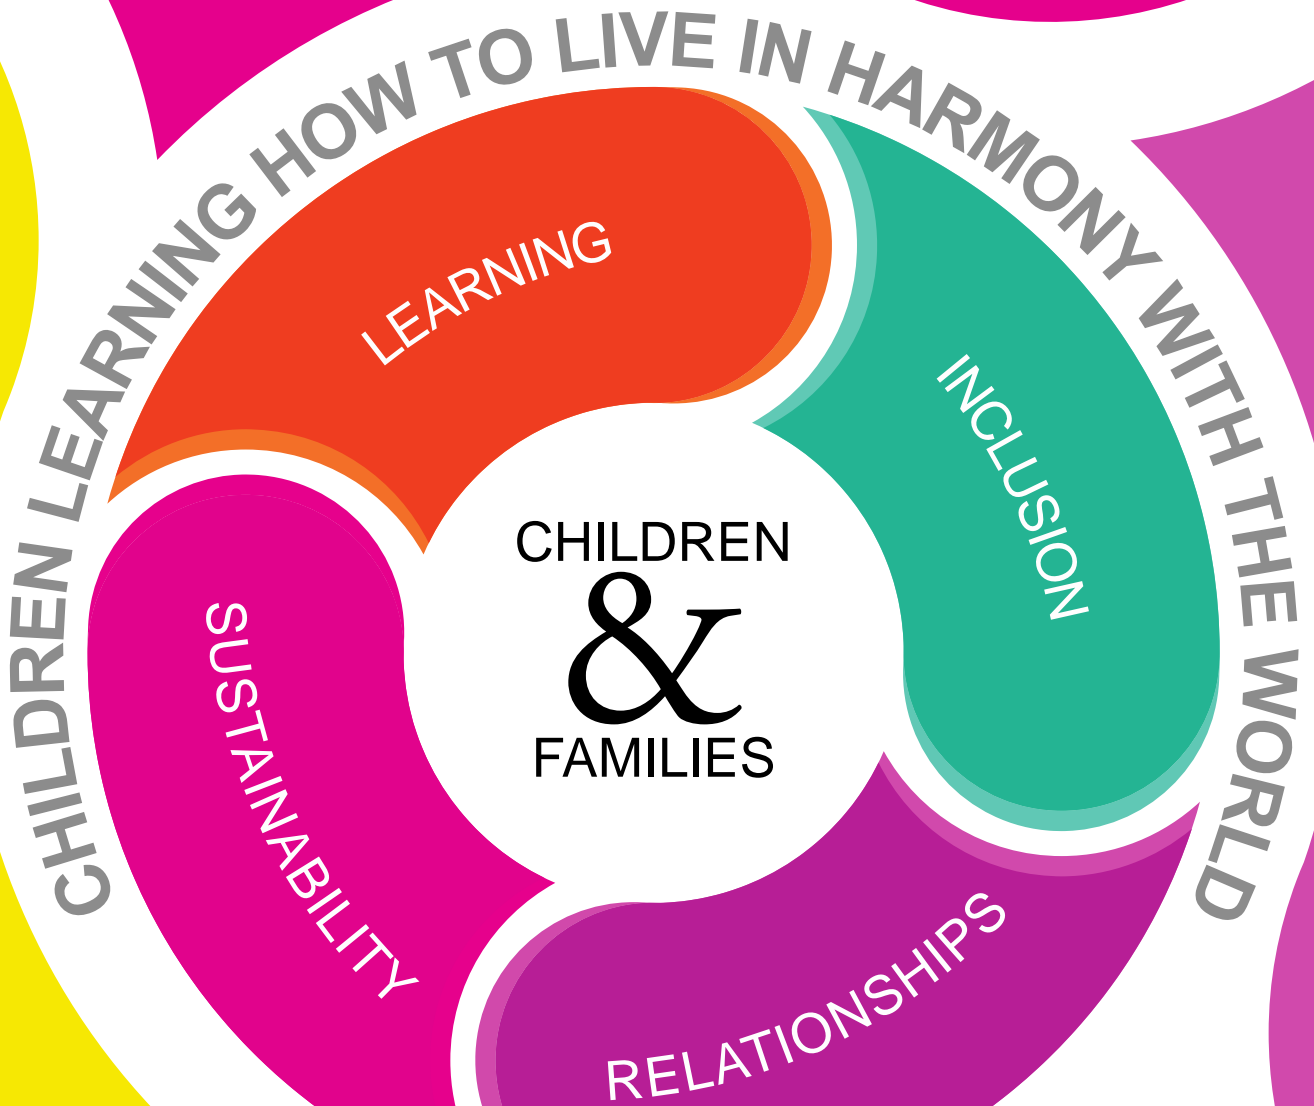 CHILDREN LEARNING HOW TO LIVE IN HARMONY WITH THE WORLD
LEARNING
INCLUSION
CHILDREN
&
FAMILIES
SUSTAINABILITY
RELATIONSHIPS